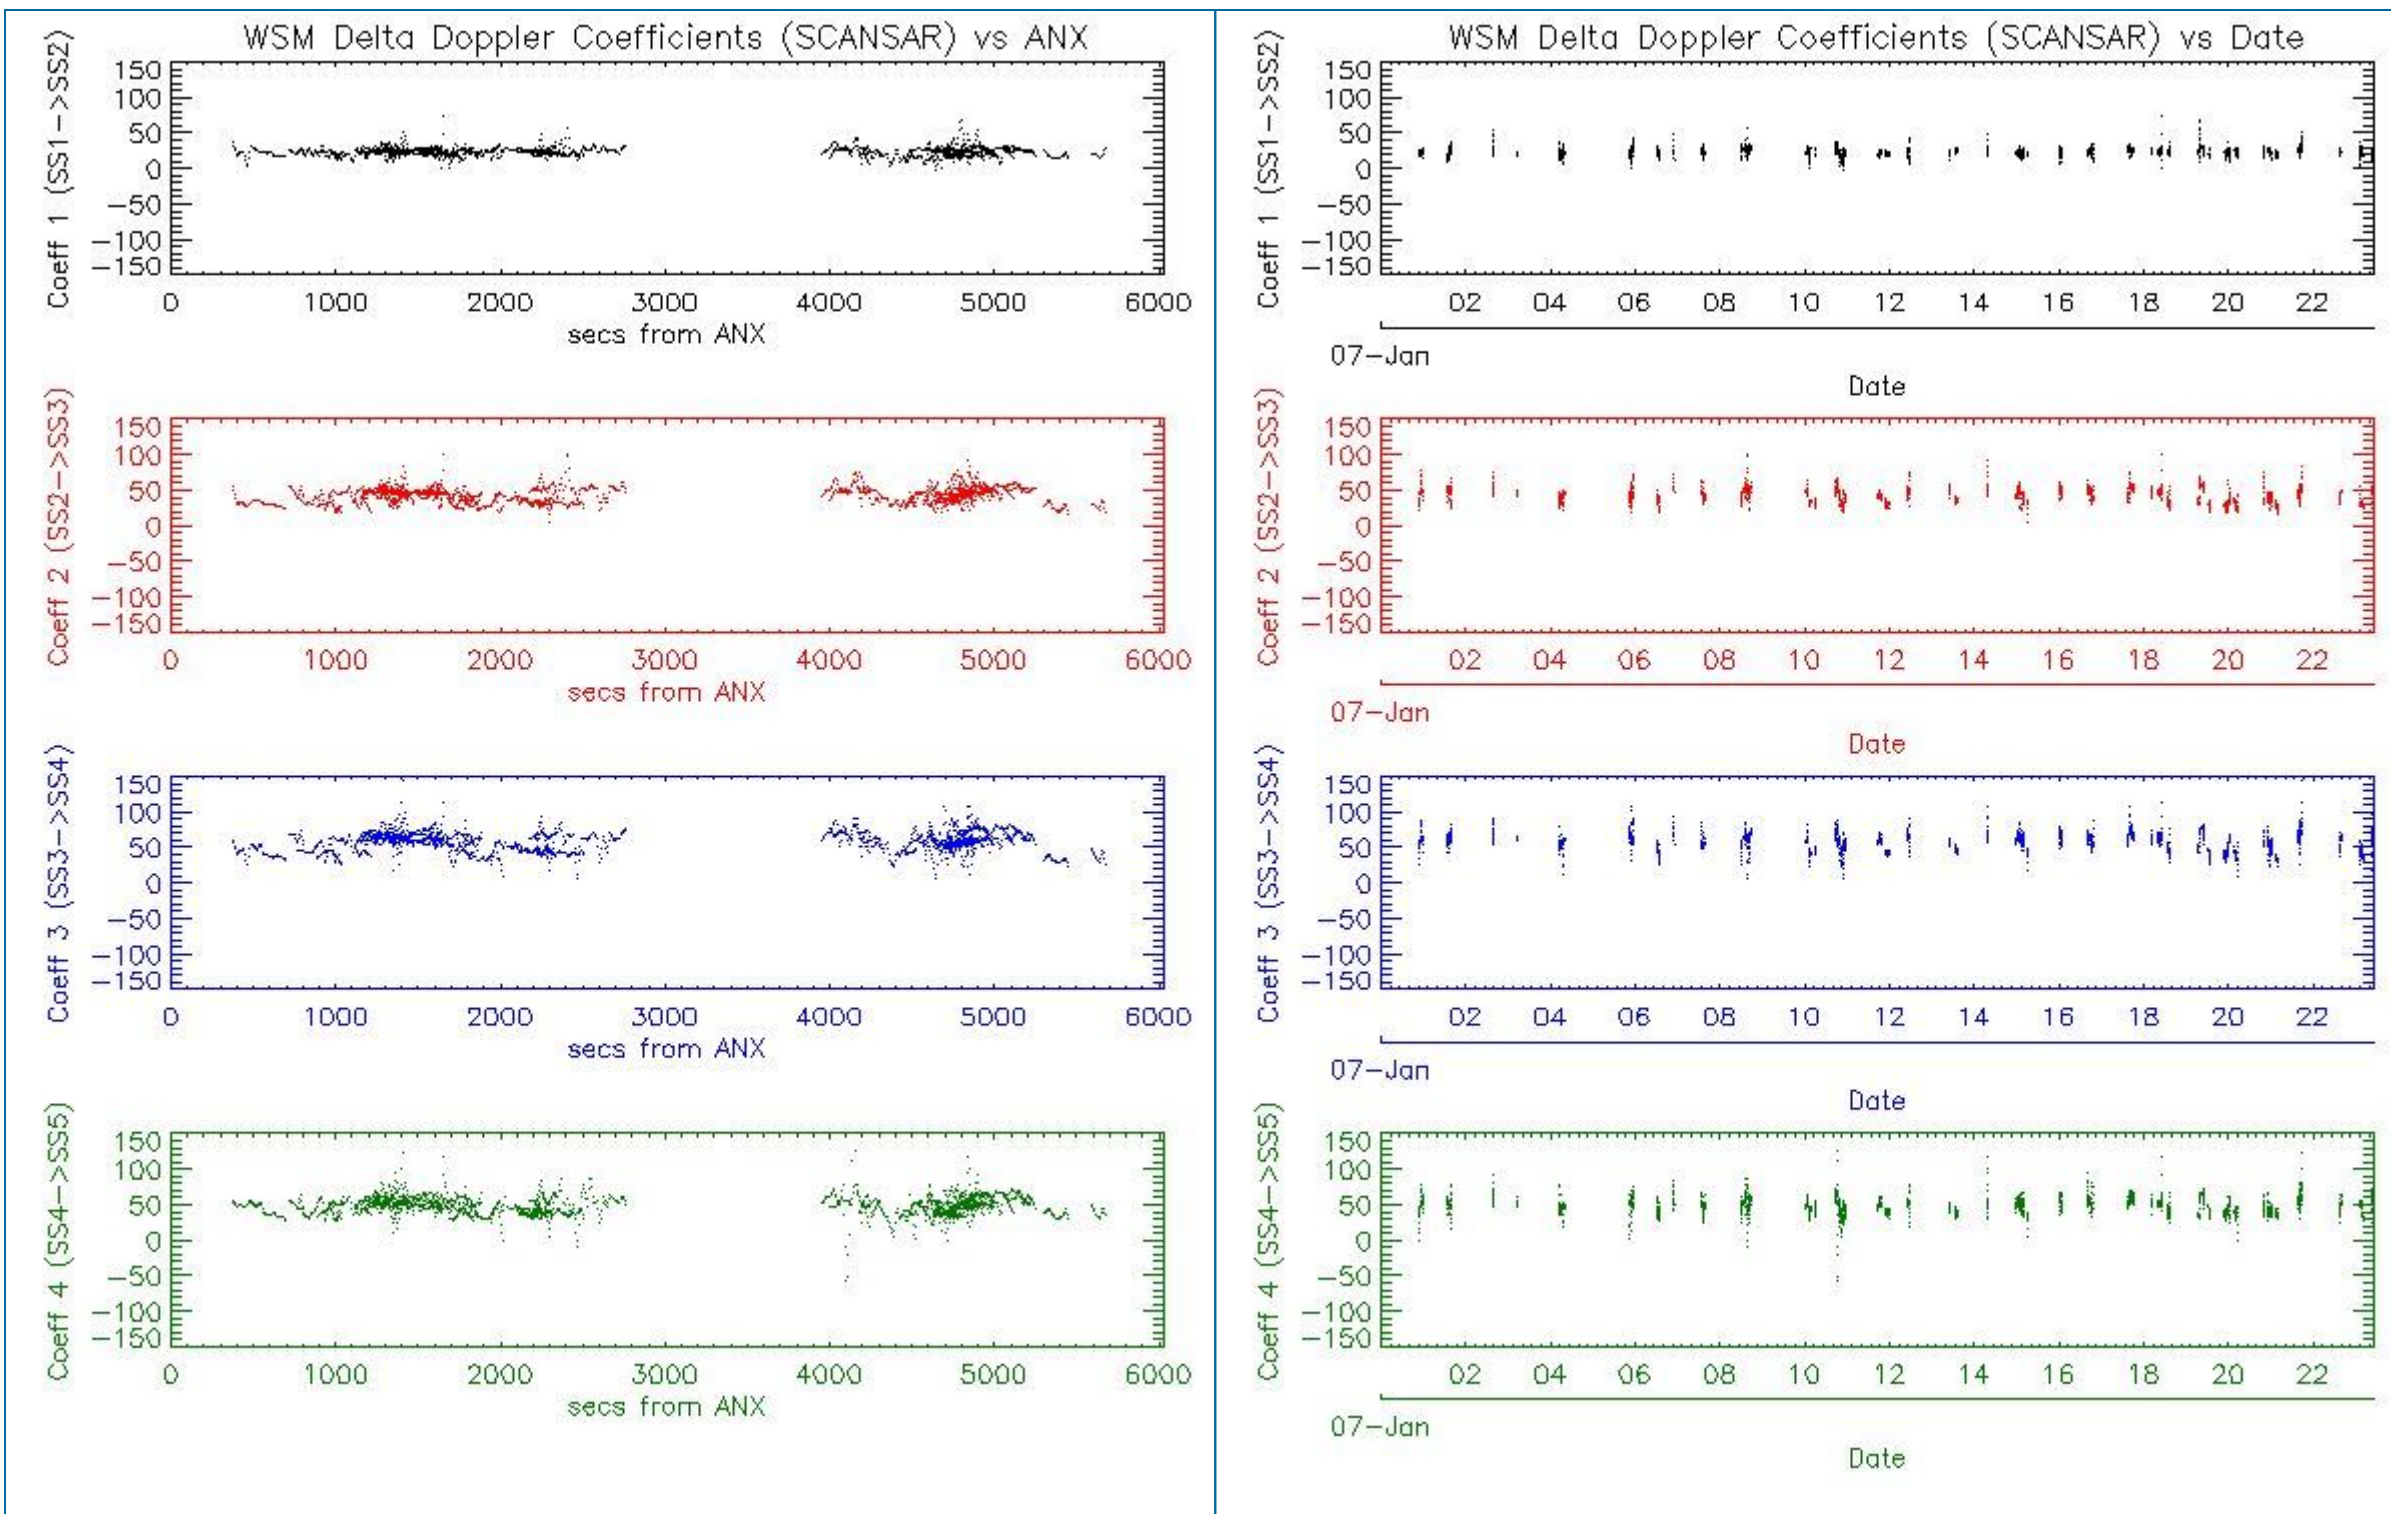 WSM Delta Doppler Coefficients (SCANSAR) vs ANX
Coeff 1 (SS1->SS2)
150
100
50
0
-50
-100
-150
0 1000 2000 3000 4000 5000 6000
secs from ANX
Coeff 2 (SS2->SS3)
150
100
50
0
-50
-100
-150
0 1000 2000 3000 4000 5000 6000
secs from ANX
Coeff 3 (SS3->SS4)
150
100
50
0
-50
-100
-150
0 1000 2000 3000 4000 5000 6000
secs from ANX
Coeff 4 (SS4->SS5)
150
100
50
0
-50
-100
-150
0 1000 2000 3000 4000 5000 6000
secs from ANX
WSM Delta Doppler Coefficients (SCANSAR) vs Date
Coeff 1 (SS1->SS2)
150
100
50
0
-50
-100
-150
02 04 06 08 10 12 14 16 18 20 22
07-Jan
Date
Coeff 2 (SS2->SS3)
150
100
50
0
-50
-100
-150
02 04 06 08 10 12 14 16 18 20 22
07-Jan
Date
Coeff 3 (SS3->SS4)
150
100
50
0
-50
-100
-150
02 04 06 08 10 12 14 16 18 20 22
07-Jan
Date
Coeff 4 (SS4->SS5)
150
100
50
0
-50
-100
-150
02 04 06 08 10 12 14 16 18 20 22
07-Jan
Date